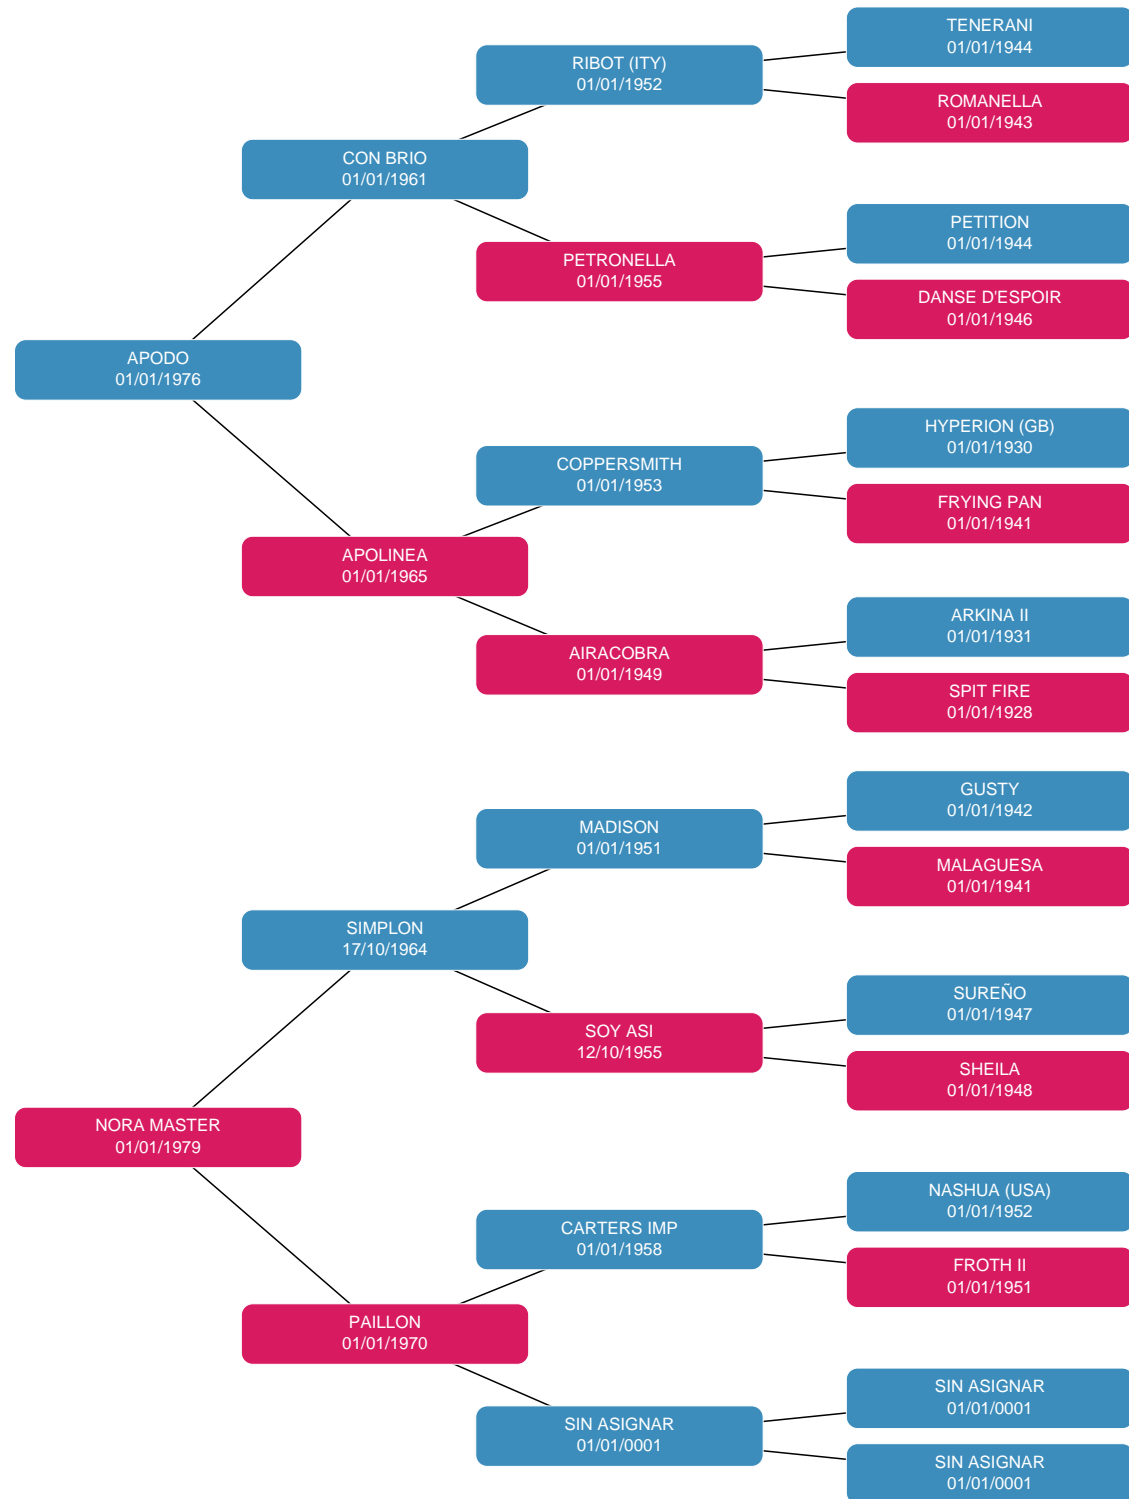 TENERANI
01/01/1944
RIBOT (ITY)
01/01/1952
ROMANELLA
01/01/1943
CON BRIO
01/01/1961
PETITION
01/01/1944
PETRONELLA
01/01/1955
DANSE D'ESPOIR
01/01/1946
APODO
01/01/1976
HYPERION (GB)
01/01/1930
COPPERSMITH
01/01/1953
FRYING PAN
01/01/1941
APOLINEA
01/01/1965
ARKINA II
01/01/1931
AIRACOBRA
01/01/1949
SPIT FIRE
01/01/1928
GUSTY
01/01/1942
MADISON
01/01/1951
MALAGUESA
01/01/1941
SIMPLON
17/10/1964
SUREÑO
01/01/1947
SOY ASI
12/10/1955
SHEILA
01/01/1948
NORA MASTER
01/01/1979
NASHUA (USA)
01/01/1952
CARTERS IMP
01/01/1958
FROTH II
01/01/1951
PAILLON
01/01/1970
SIN ASIGNAR
01/01/0001
SIN ASIGNAR
01/01/0001
SIN ASIGNAR
01/01/0001